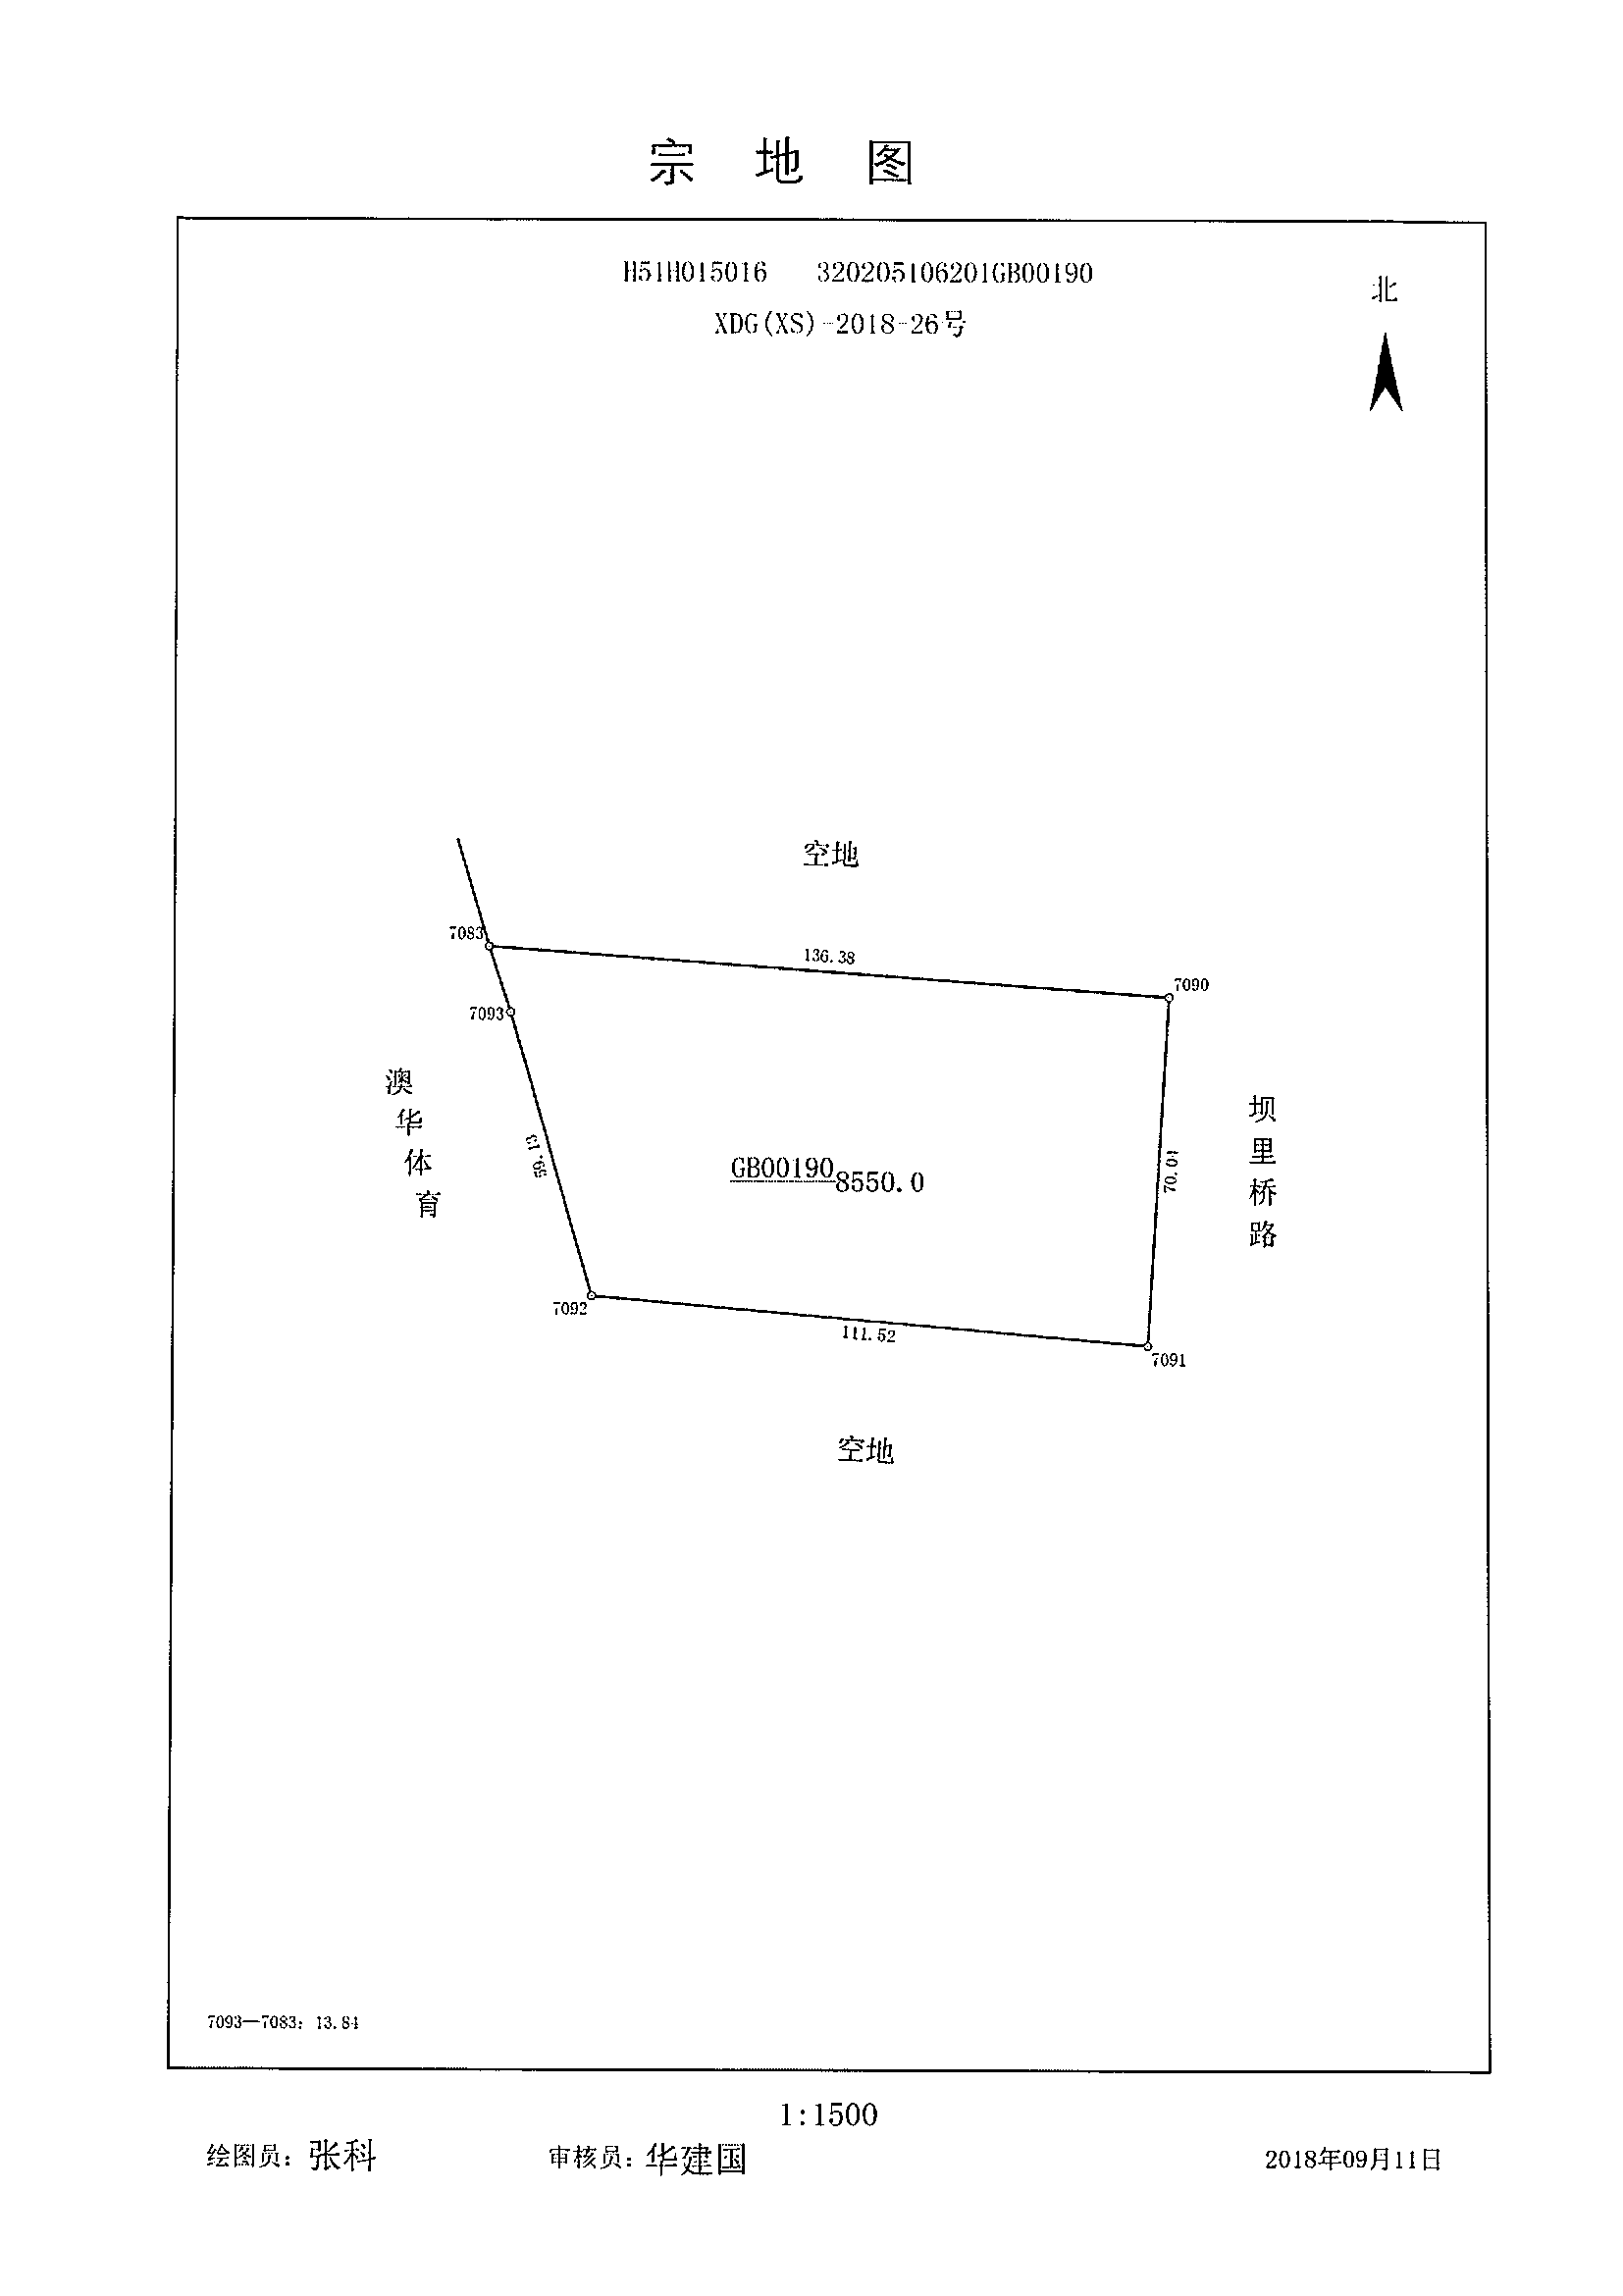 宗 地 图
H51H015016 320205106201GB00190
XDG(XS)-2018-26号
北
空地
7083
136.38
7090
7093
澳华体育
59.13
GB00190 8550.0
70.04
坝里桥路
7092
111.52
7091
空地
7093—7083: 13.84
1:1500
绘图员: 张科 审核员: 华建国 2018年09月11日